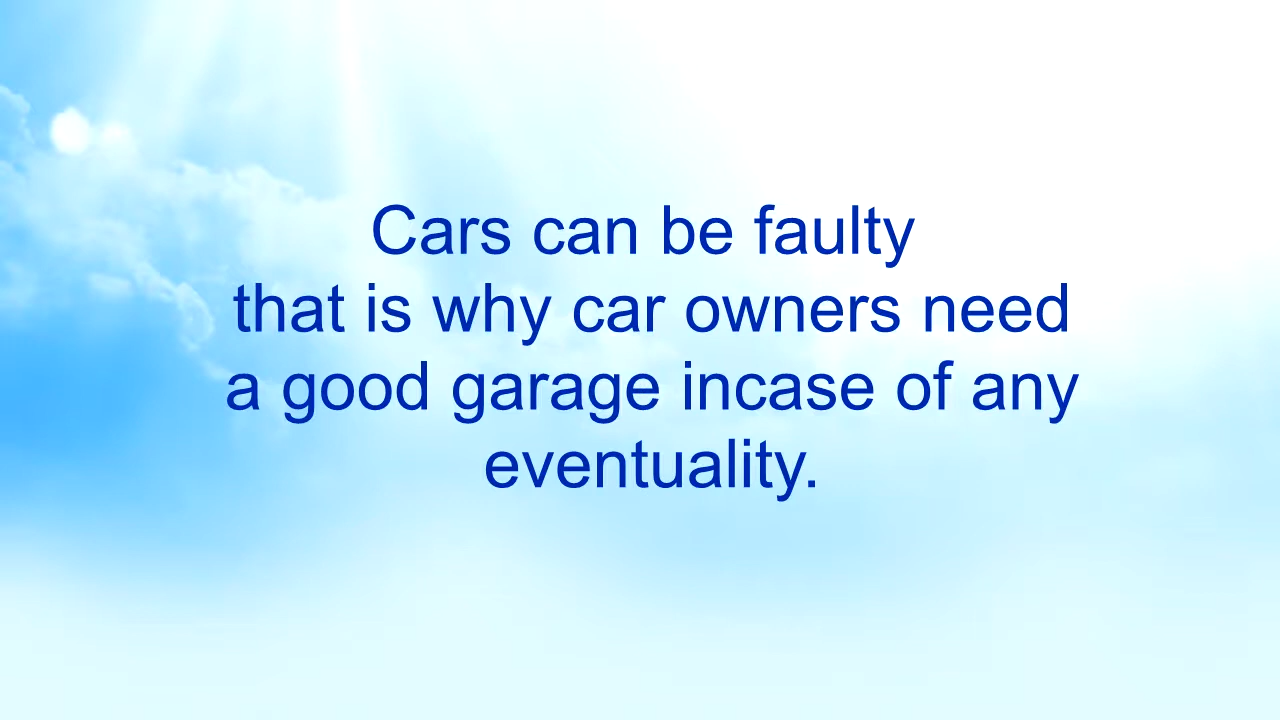 Cars can be faulty
that is why car owners need
a good garage incase of any
eventuality.